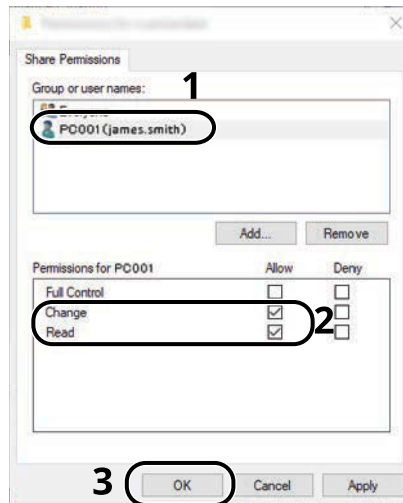 Share Permissions
Group or user names:
1
Everyone
PC001(james.smith)
Add... Remove
Permissions for PC001 Allow Deny
Full Control
Change
2
Read
3 OK Cancel Apply